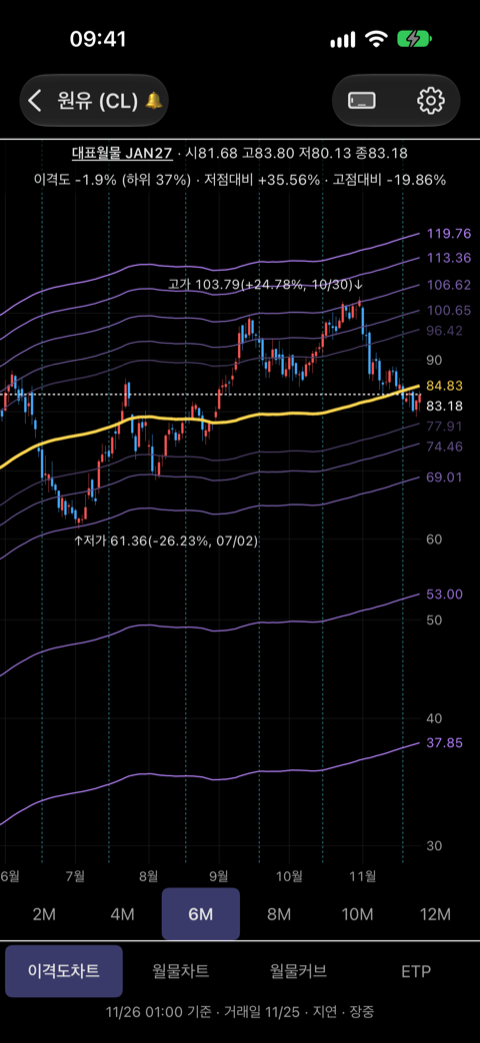 09:41
원유 (CL) 🔔
대표월물 JAN27 · 시81.68 고83.80 저80.13 종83.18
이격도 -1.9% (하위 37%) · 저점대비 +35.56% · 고점대비 -19.86%
119.76
113.36
고가 103.79(+24.78%, 10/30)↓
106.62
100.65
96.42
90
84.83
83.18
77.91
74.46
69.01
↑저가 61.36(-26.23%, 07/02)
60
53.00
50
40
37.85
30
6월 7월 8월 9월 10월 11월
2M 4M 6M 8M 10M 12M
이격도차트 월물차트 월물커브 ETP
11/26 01:00 기준 · 거래일 11/25 · 지연 · 장중